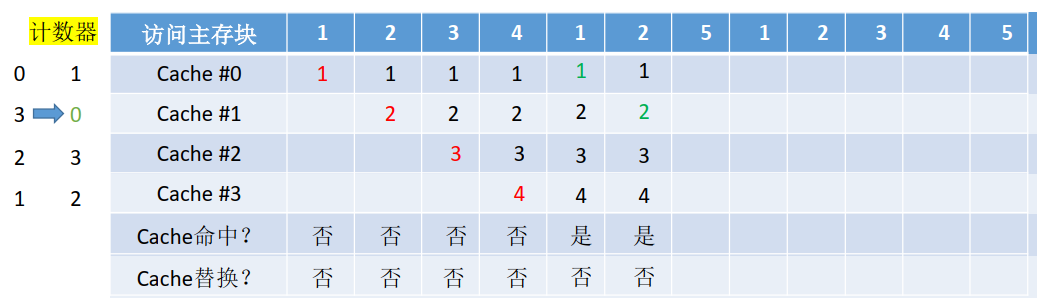 计数器 访问主存块 1 2 3 4 1 2 5 1 2 3 4 5
0 1 Cache #0 1 1 1 1 1 1
3 0 Cache #1 2 2 2 2 2
2 3 Cache #2 3 3 3 3
1 2 Cache #3 4 4 4
Cache命中? 否 否 否 否 是 是
Cache替换? 否 否 否 否 否 否